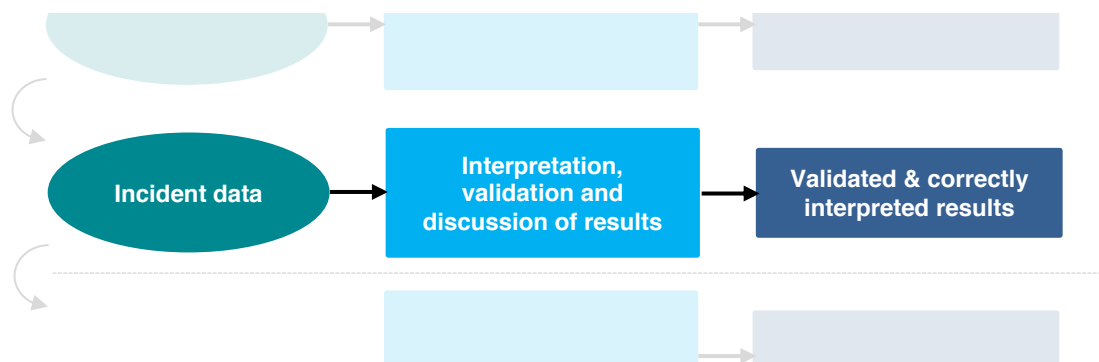 Incident data
Interpretation,
validation and
discussion of results
Validated & correctly
interpreted results